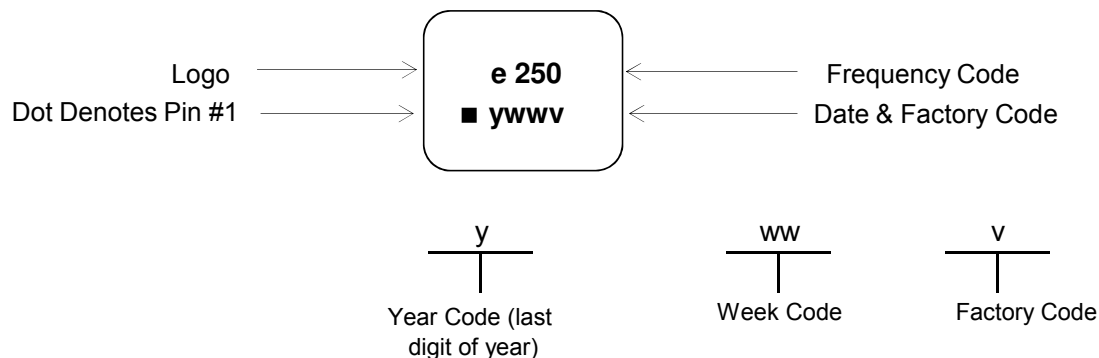 Logo
e 250
Frequency Code
Dot Denotes Pin #1
■ ywwv
Date & Factory Code
y
ww
v
Year Code (last
digit of year)
Week Code
Factory Code